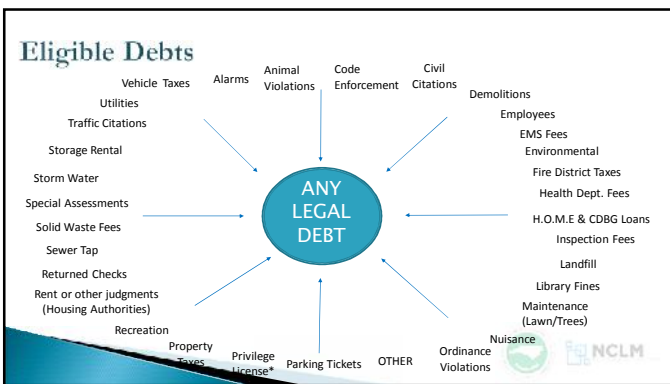 Eligible Debts
Vehicle Taxes
Alarms
Animal
Violations
Code
Enforcement
Civil
Citations
Demolitions
Employees
EMS Fees
Environmental
Fire District Taxes
Health Dept. Fees
H.O.M.E & CDBG Loans
Inspection Fees
Landfill
Library Fines
Maintenance
(Lawn/Trees)
Nuisance
Ordinance
Violations
OTHER
Parking Tickets
Privilege
License*
Property
Taxes
Recreation
Rent or other judgments
(Housing Authorities)
Returned Checks
Sewer Tap
Solid Waste Fees
Special Assessments
Storm Water
Storage Rental
Traffic Citations
Utilities
ANY
LEGAL
DEBT
NCLM